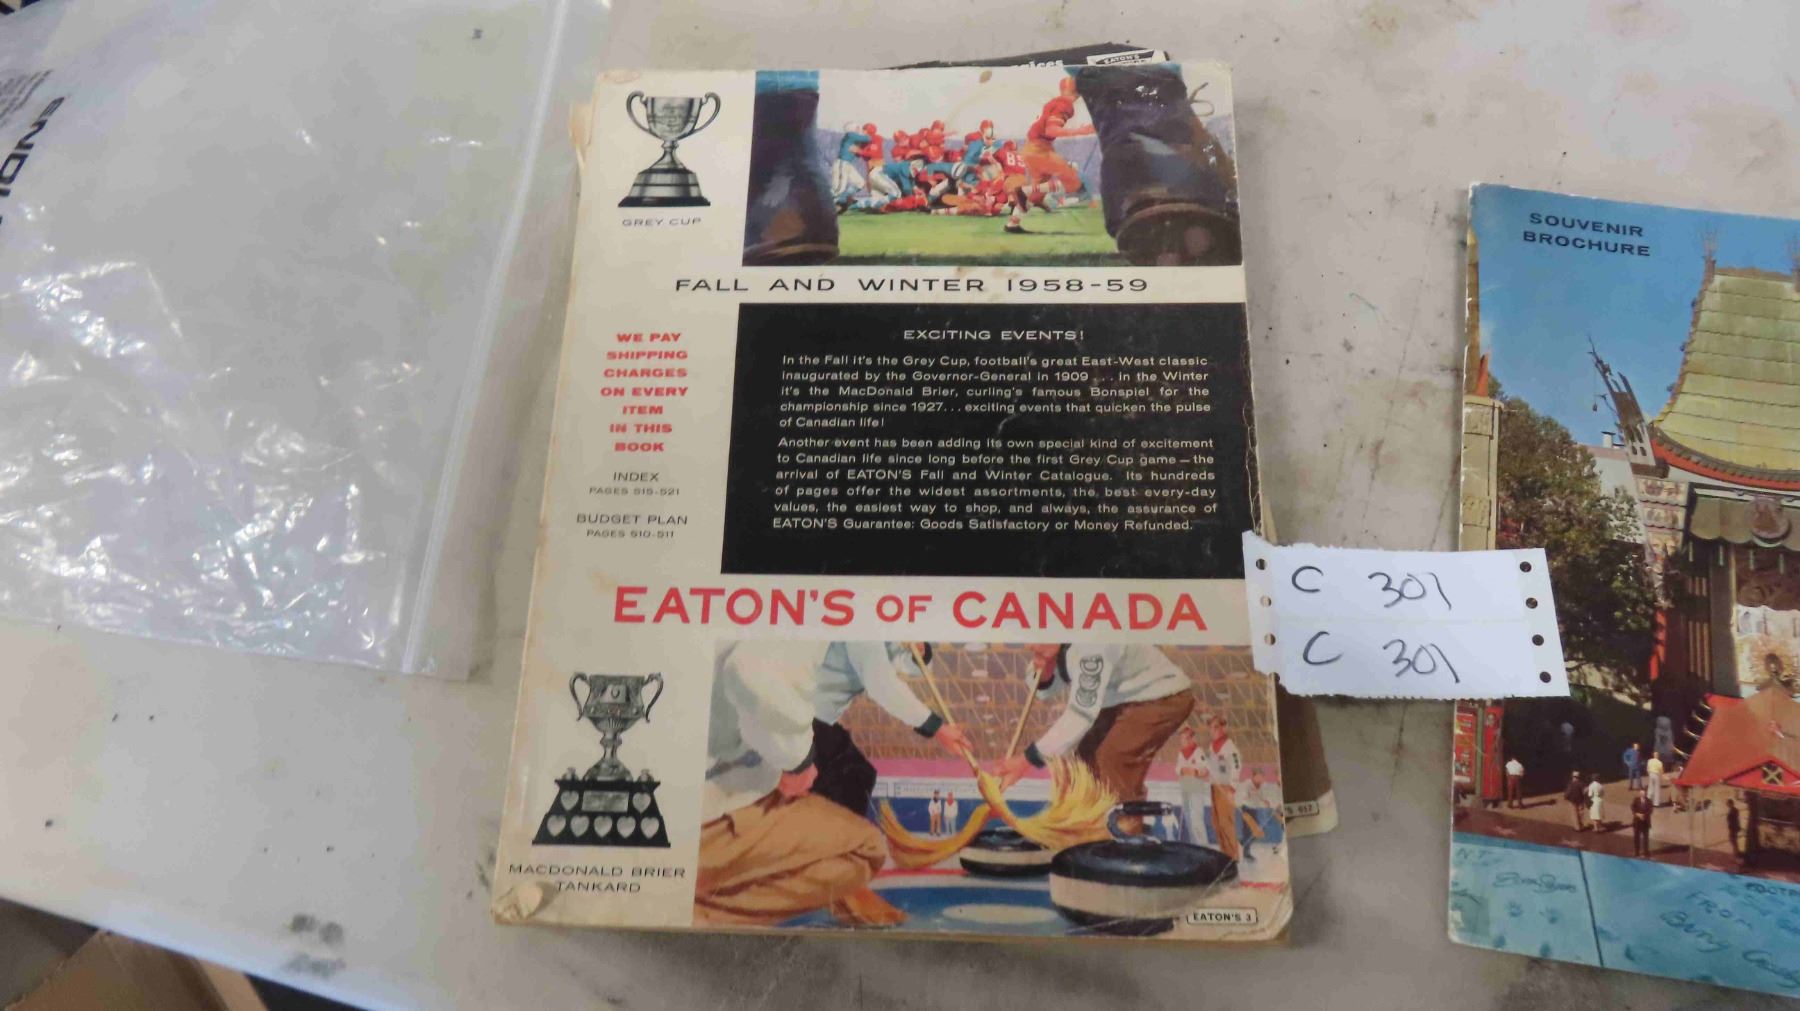 GREY CUP
FALL AND WINTER 1958-59
WE PAY
SHIPPING
CHARGES
ON EVERY
ITEM
IN THIS
BOOK
INDEX
PAGES 515-521
BUDGET PLAN
PAGES 510-511
EXCITING EVENTS!
In the Fall it's the Grey Cup, football's great East-West classic
inaugurated by the Governor-General in 1909 . . . in the Winter
it's the MacDonald Brier, curling's famous Bonspiel for the
championship since 1927... exciting events that quicken the pulse
of Canadian life!
Another event has been adding its own special kind of excitement
to Canadian life since long before the first Grey Cup game — the
arrival of EATON'S Fall and Winter Catalogue. Its hundreds
of pages offer the widest assortments, the best every-day
values, the easiest way to shop, and always, the assurance of
EATON'S Guarantee: Goods Satisfactory or Money Refunded.
EATON'S OF CANADA
MACDONALD BRIER
TANKARD
EATON'S 3
85
EATON'S
C 301
C 301
SOUVENIR
BROCHURE
FROM
Bing